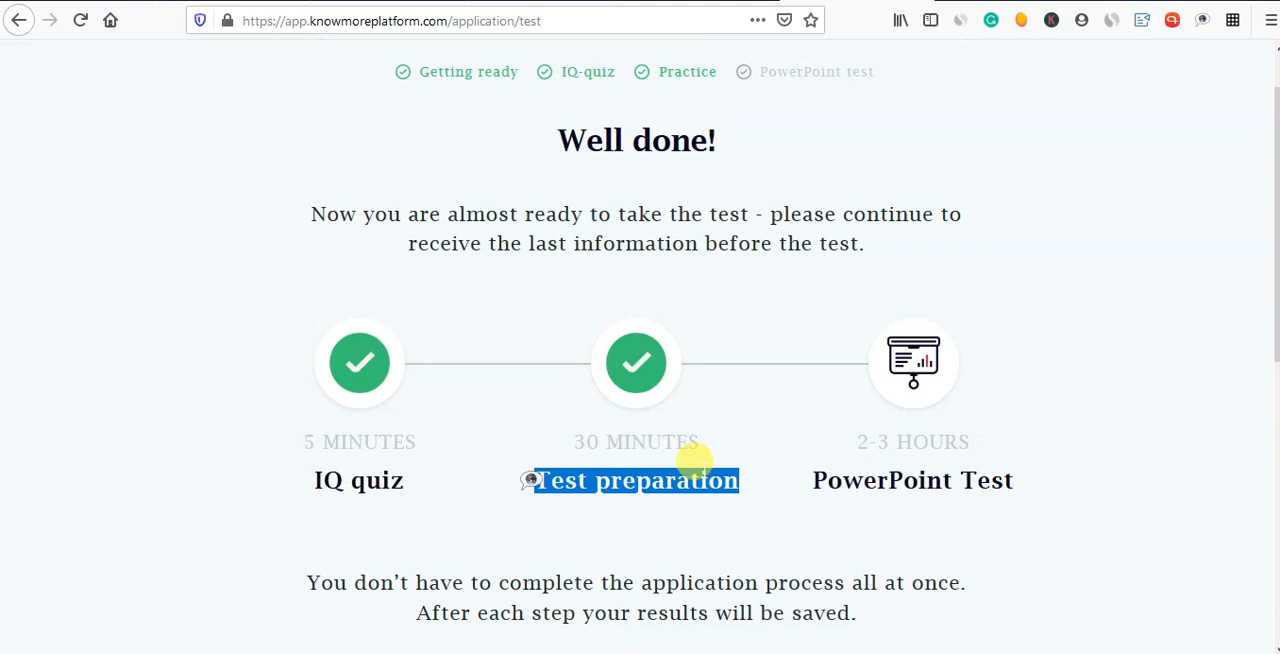 https://app.knowmoreplatform.com/application/test
Getting ready IQ-quiz Practice PowerPoint test
Well done!
Now you are almost ready to take the test - please continue to
receive the last information before the test.
5 MINUTES 30 MINUTES 2-3 HOURS
IQ quiz Test preparation PowerPoint Test
You don't have to complete the application process all at once.
After each step your results will be saved.